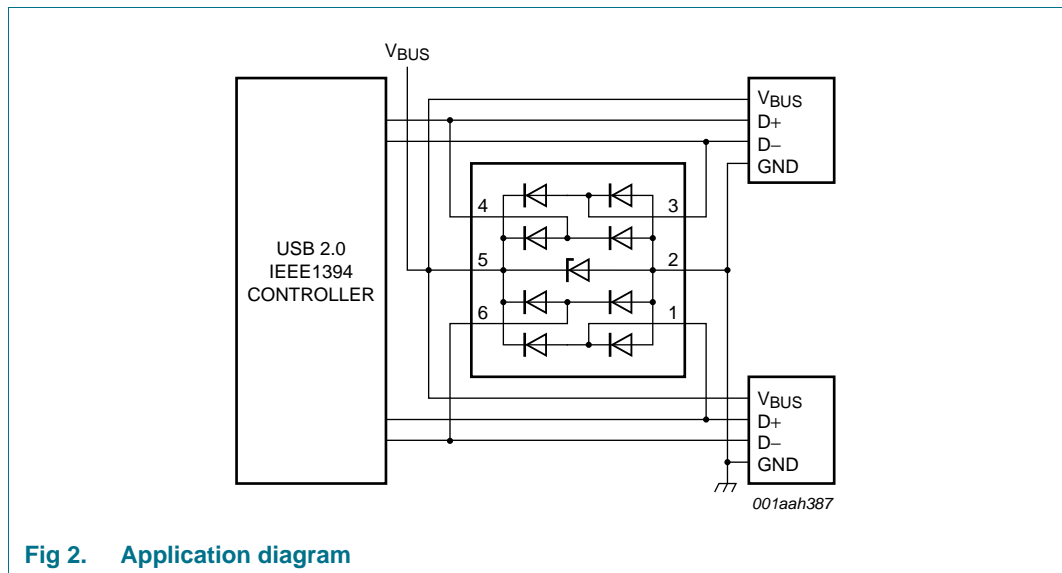 VBUS
USB 2.0
IEEE1394
CONTROLLER
4
3
5
2
6
1
VBUS
D+
D−
GND
VBUS
D+
D−
GND
001aah387
Fig 2. Application diagram